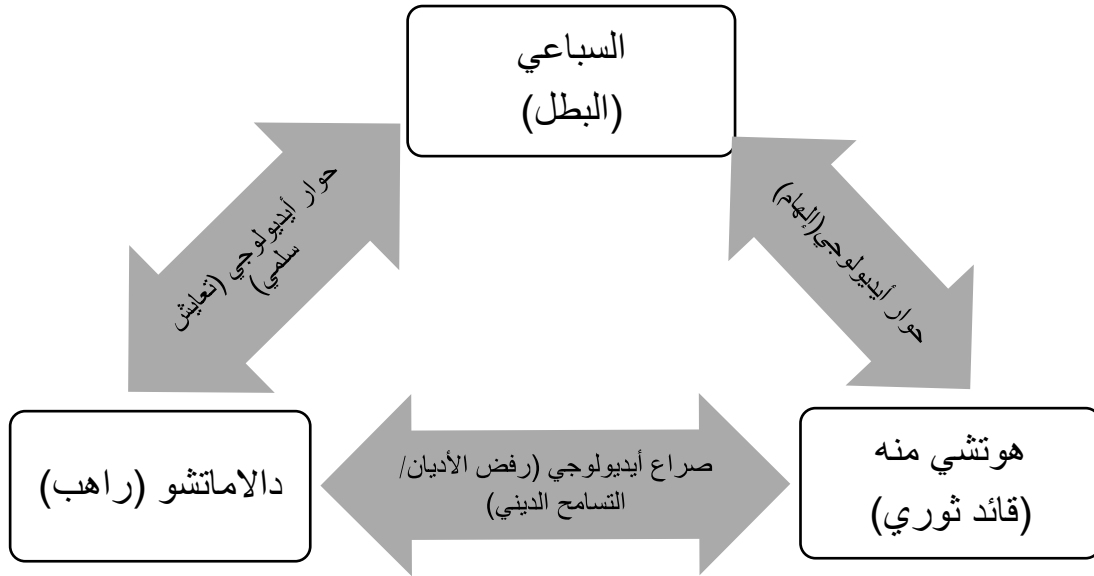 السباعي
(البطل)
حوار أيديولوجي (تعايش
سلمي)
حوار أيديولوجي(إلهام)
هوتشي منه
(قائد ثوري)
صراع أيديولوجي (رفض الأديان/
التسامح الديني)
دالاماتشو (راهب)